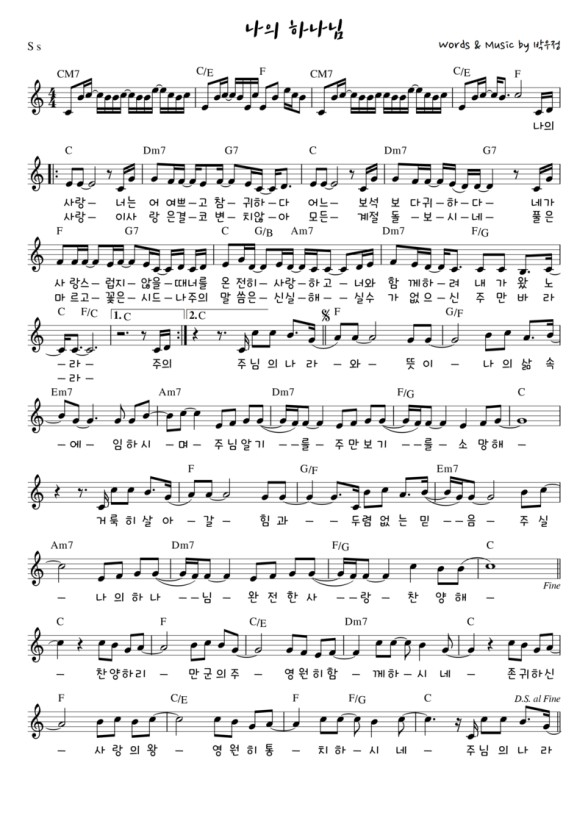 나의 하나님
S s
Words & Music by 박우정
CM7 C/E F CM7 C/E F
나의
C Dm7 G7 C Dm7 G7
사랑— 너는 어 여쁘—고 참—귀하—다 어느— 보석 보 다귀—하—다— 네가
사랑— 이사 랑 은결—코 변—치않—아 모든— 계절 돌—보—시—네— 풀은
F G7 C G/B Am7 Dm7 F/G
사 랑스—럽지—않을—때너를 온 전히—사랑—하고—너와 함 께하—려 내 가 왔 노
마 르고—꽃은—시드—나주의 말 씀은—신실—해—실수 가 없으—신 주 만 바 라
C F/C 1. C 2. C F G/F
—라— 주의 주 님 의 나 라 —와— 뜻 이— —나 의 삶 속
—라—
Em7 Am7 Dm7 F/G C
—에— 임 하 시 —며— 주 님 알 기 —를— 주 만 보 기 —를— 소 망 해—
F G/F Em7
거 룩 히 살 아 — 갈 — 힘 과 — — 두 렴 없 는 믿 — —음— 주 실
Am7 Dm7 F/G C
— 나 의 하 나 — — 님 — 완 전 한 사 — —랑— 찬 양 해 —
Fine
C F C/E Dm7 Em7 F G
— 찬양하리— 만 군 의 주 — 영 원 히 함 — 께 하 — 시 네 — 존 귀 하 신
F C/E F F/G C D.S. al Fine
— 사 랑 의 왕 — 영 원 히 통 — 치 하 — 시 네 — 주 님 의 나 라